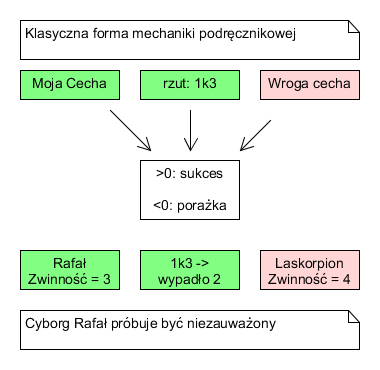 Klasyczna forma mechaniki podręcznikowej
Moja Cecha
rzut: 1k3
Wroga cecha
>0: sukces
<0: porażka
Rafał
Zwinność = 3
1k3 ->
wypadło 2
Laskorpion
Zwinność = 4
Cyborg Rafał próbuje być niezauważony